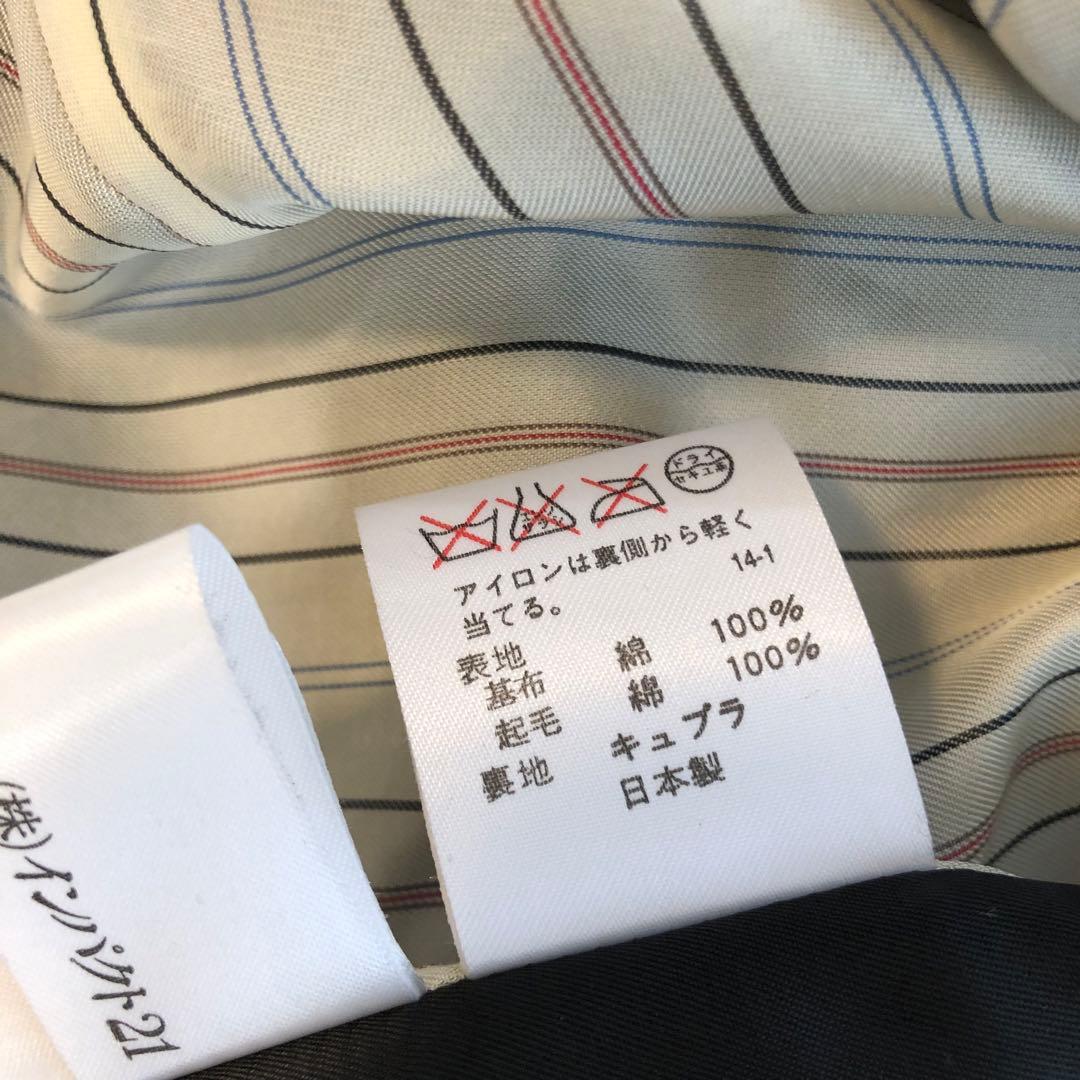 ドライ
セキユ系
アイロンは裏側から軽く
当てる。
14-1
表地
基布 綿 100%
起毛 綿 100%
裏地 キュプラ
日本製
(株)インパクト21